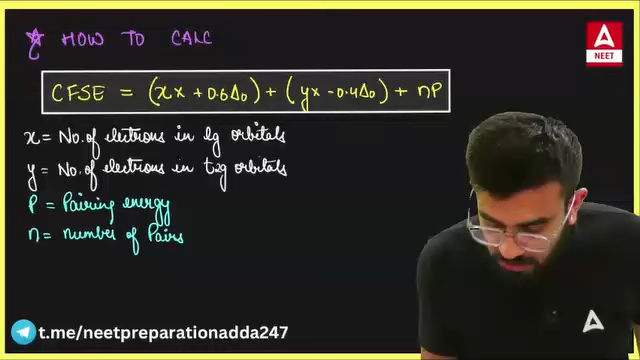 ☆ HOW TO CALC
CFSE = (x × +0.6Δ₀) + (y × -0.4Δ₀) + nP
x = No. of electrons in eg orbitals
y = No. of electrons in t2g orbitals
P = Pairing energy
n = number of Pairs
A
NEET
A
t.me/neetpreparationadda247